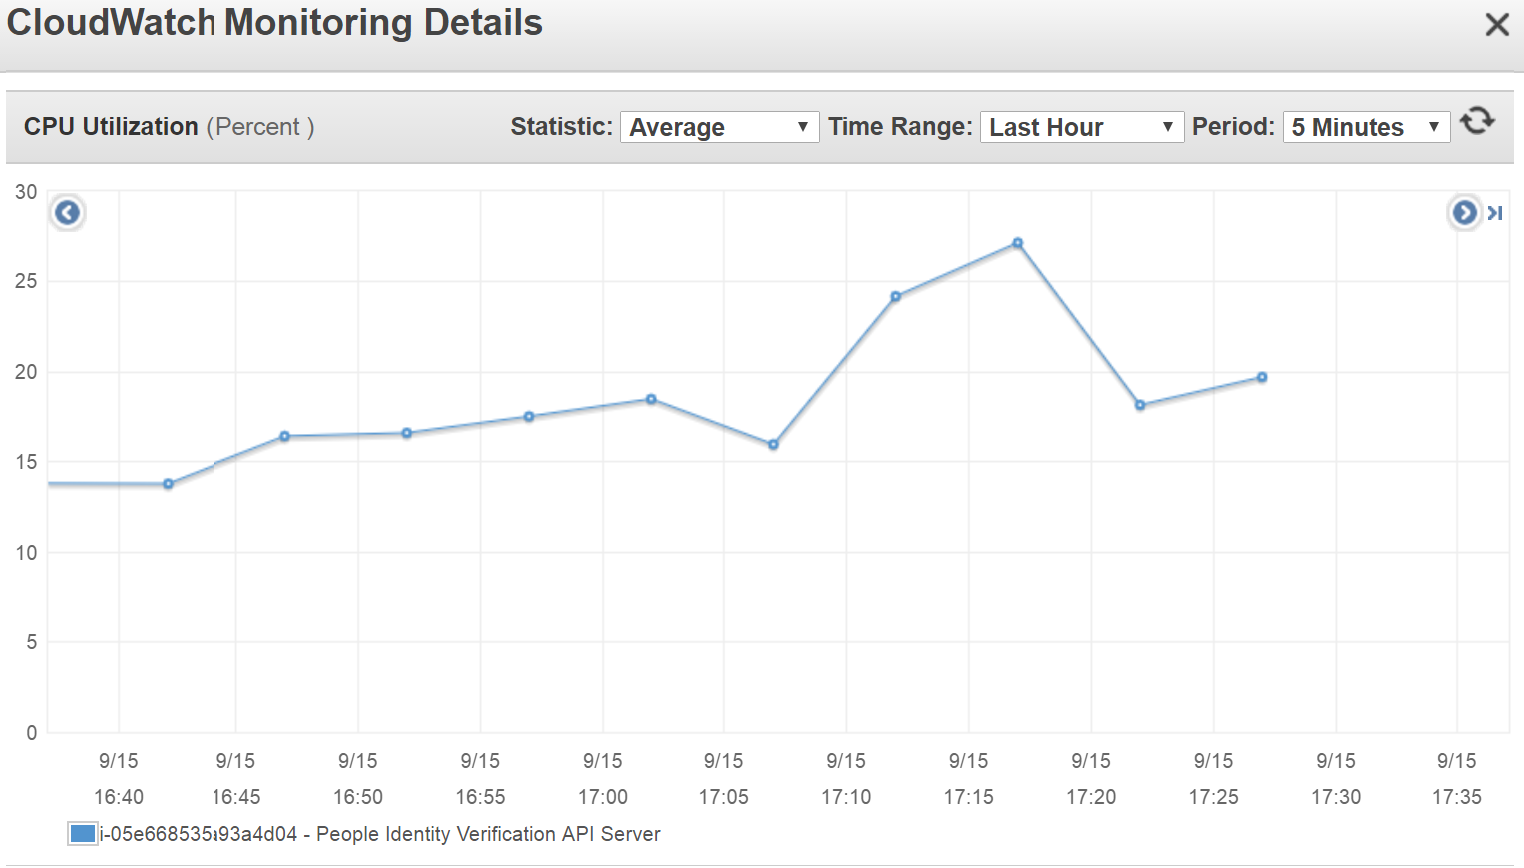 CloudWatch Monitoring Details
CPU Utilization (Percent )
Statistic: Average Time Range: Last Hour Period: 5 Minutes
30
25
20
15
10
5
0
9/15 9/15 9/15 9/15 9/15 9/15 9/15 9/15 9/15 9/15 9/15 9/15
16:40 16:45 16:50 16:55 17:00 17:05 17:10 17:15 17:20 17:25 17:30 17:35
- People Identity Verification API Server